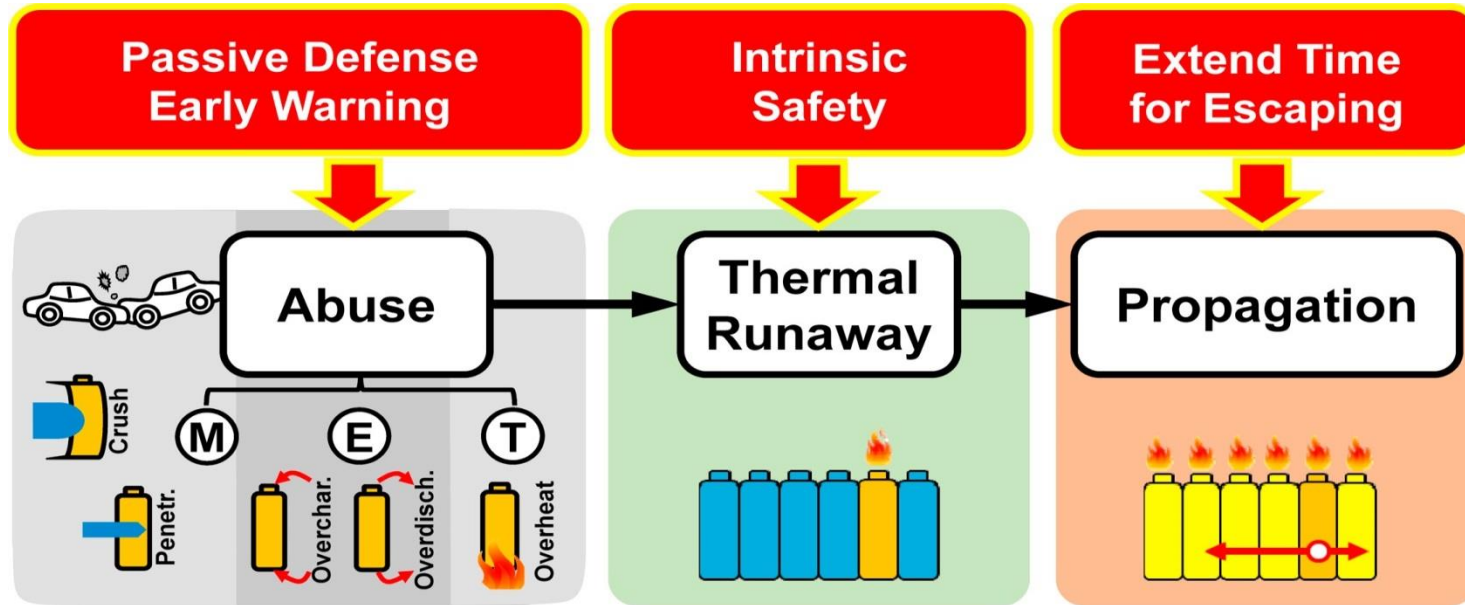 Passive Defense
Early Warning
Intrinsic
Safety
Extend Time
for Escaping
Abuse
Thermal
Runaway
Propagation
M
E
T
Crush
Penetr.
Overchar.
Overdisch.
Overheat